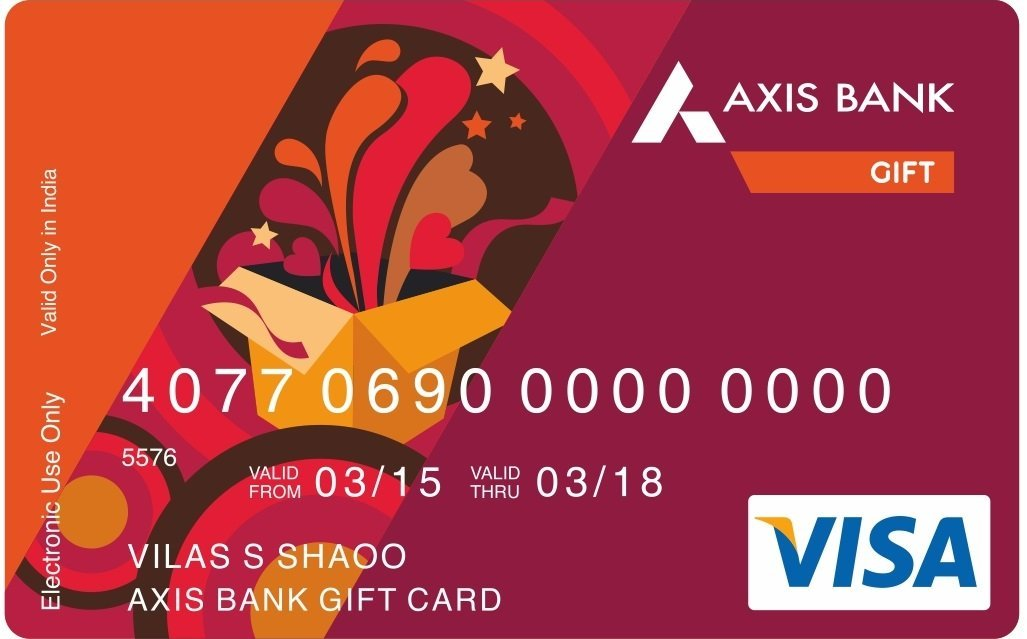 AXIS BANK
GIFT
Valid Only in India
Electronic Use Only
4077 0690 0000 0000
5576
VALID FROM 03/15 VALID THRU 03/18
VILAS S SHAOO
AXIS BANK GIFT CARD
VISA